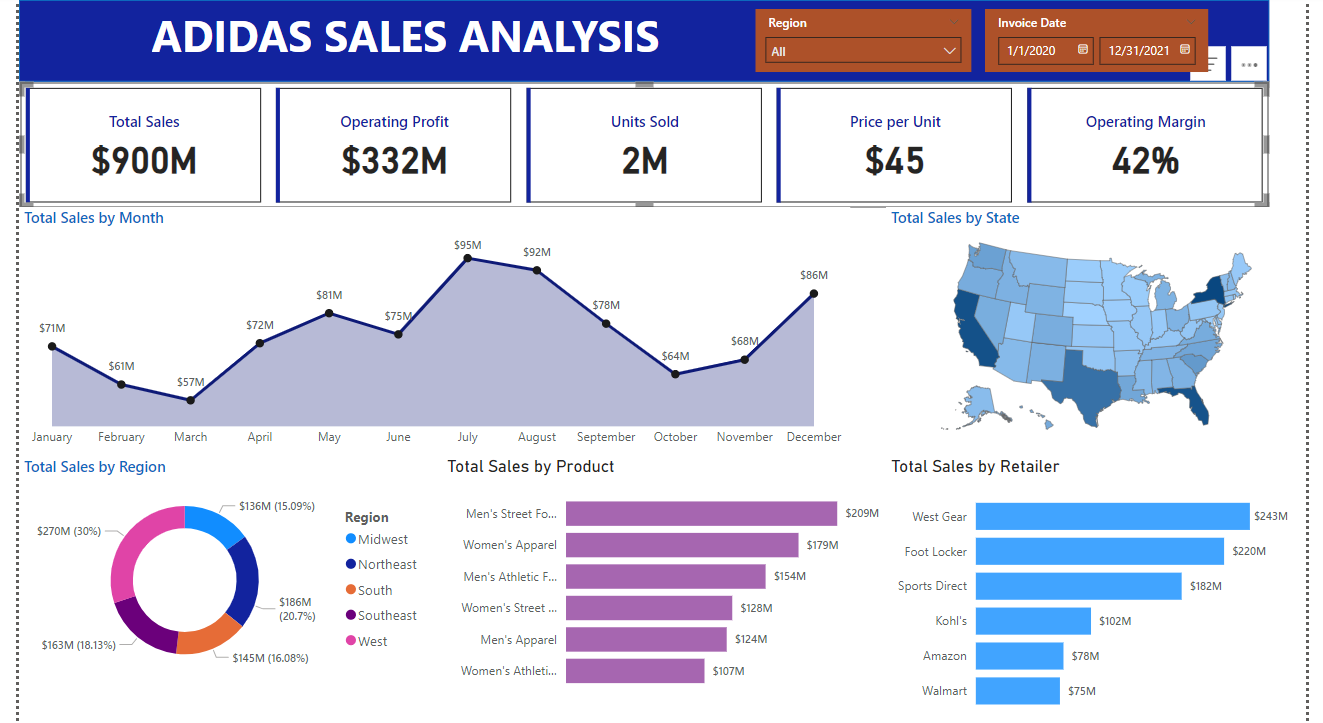 ADIDAS SALES ANALYSIS
Region
All
Invoice Date
1/1/2020
12/31/2021
Total Sales
$900M
Operating Profit
$332M
Units Sold
2M
Price per Unit
$45
Operating Margin
42%
Total Sales by Month
$71M
$61M
$57M
$72M
$81M
$75M
$95M
$92M
$78M
$64M
$68M
$86M
January
February
March
April
May
June
July
August
September
October
November
December
Total Sales by State
Total Sales by Region
$136M (15.09%)
$270M (30%)
$186M
(20.7%)
$163M (18.13%)
$145M (16.08%)
Region
Midwest
Northeast
South
Southeast
West
Total Sales by Product
Men's Street Fo... $209M
Women's Apparel $179M
Men's Athletic F... $154M
Women's Street ... $128M
Men's Apparel $124M
Women's Athleti... $107M
Total Sales by Retailer
West Gear $243M
Foot Locker $220M
Sports Direct $182M
Kohl's $102M
Amazon $78M
Walmart $75M